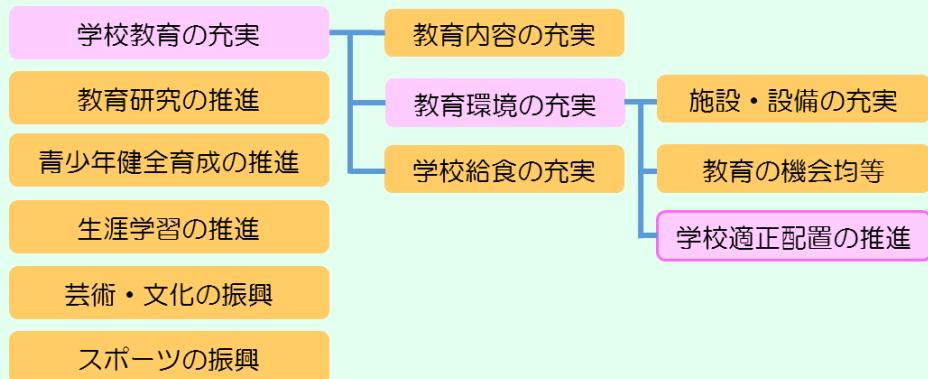 学校教育の充実
教育研究の推進
青少年健全育成の推進
生涯学習の推進
芸術・文化の振興
スポーツの振興
教育内容の充実
教育環境の充実
学校給食の充実
施設・設備の充実
教育の機会均等
学校適正配置の推進